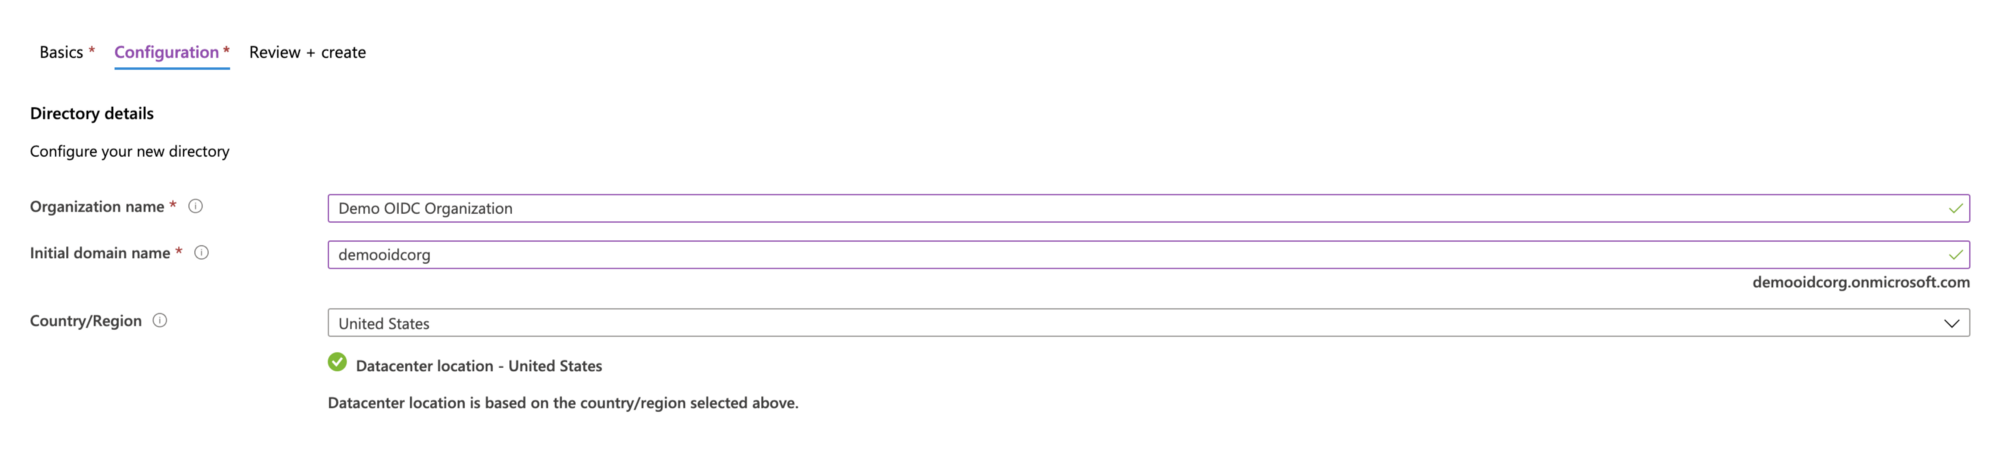 Basics * Configuration * Review + create
Directory details
Configure your new directory
Organization name * Demo OIDC Organization
Initial domain name * demooidcorg
demooidcorg.onmicrosoft.com
Country/Region United States
Datacenter location - United States
Datacenter location is based on the country/region selected above.